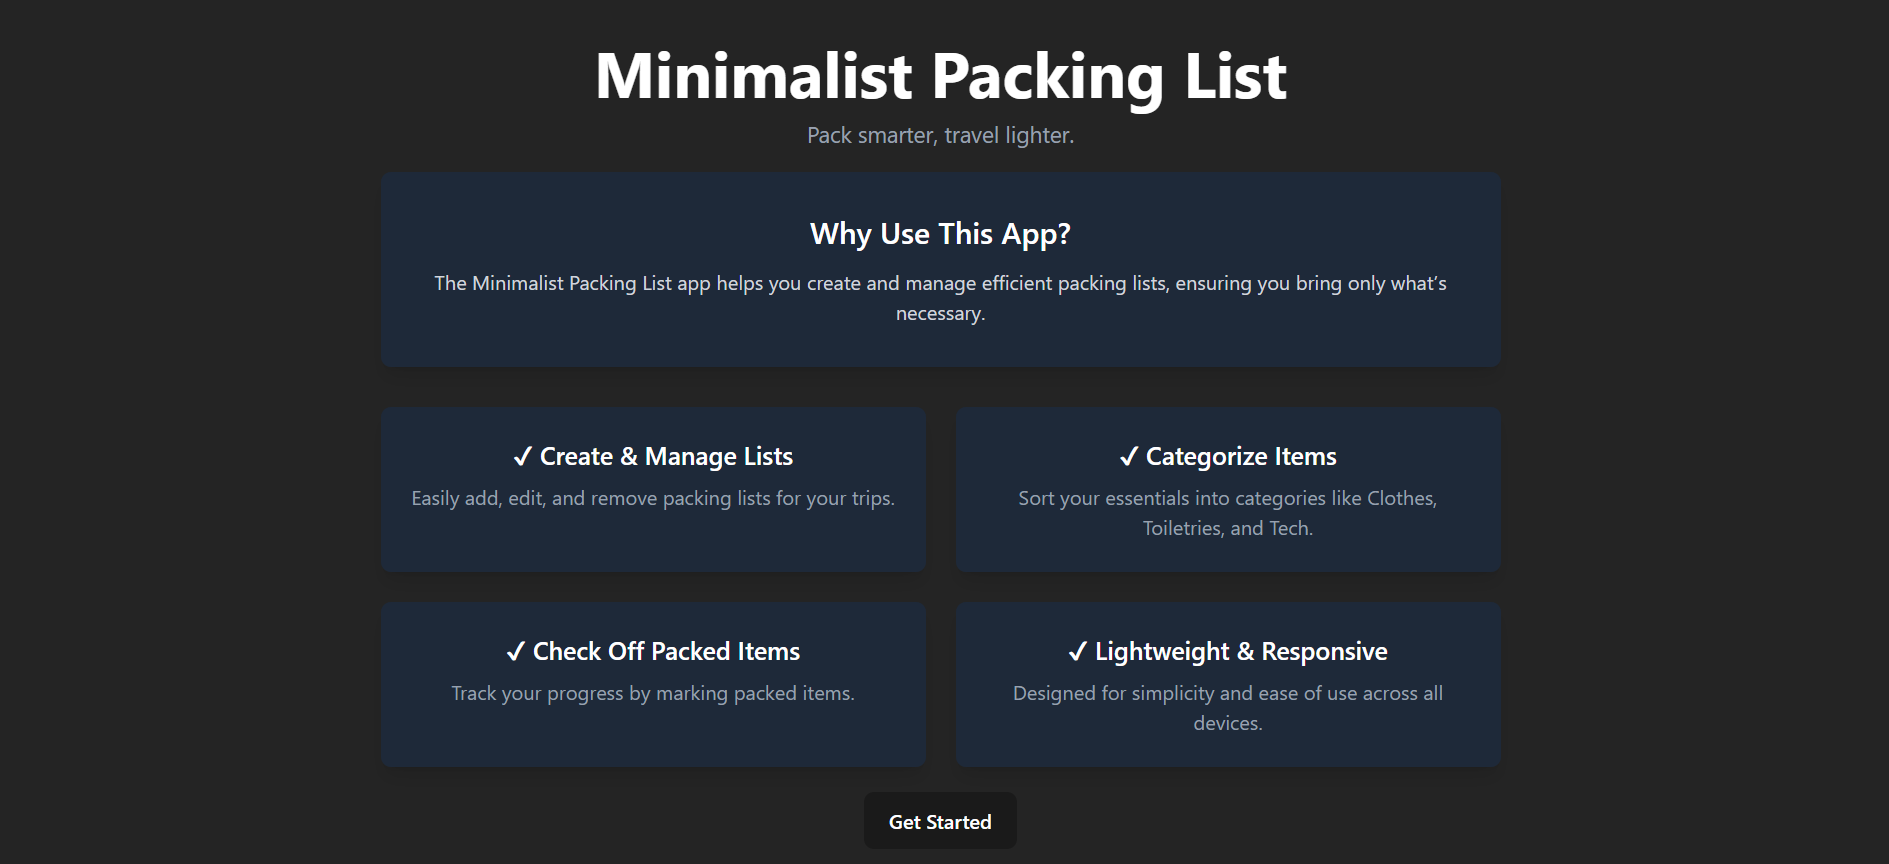 Minimalist Packing List
Pack smarter, travel lighter.
Why Use This App?
The Minimalist Packing List app helps you create and manage efficient packing lists, ensuring you bring only what’s
necessary.
✓ Create & Manage Lists
Easily add, edit, and remove packing lists for your trips.
✓ Categorize Items
Sort your essentials into categories like Clothes,
Toiletries, and Tech.
✓ Check Off Packed Items
Track your progress by marking packed items.
✓ Lightweight & Responsive
Designed for simplicity and ease of use across all
devices.
Get Started